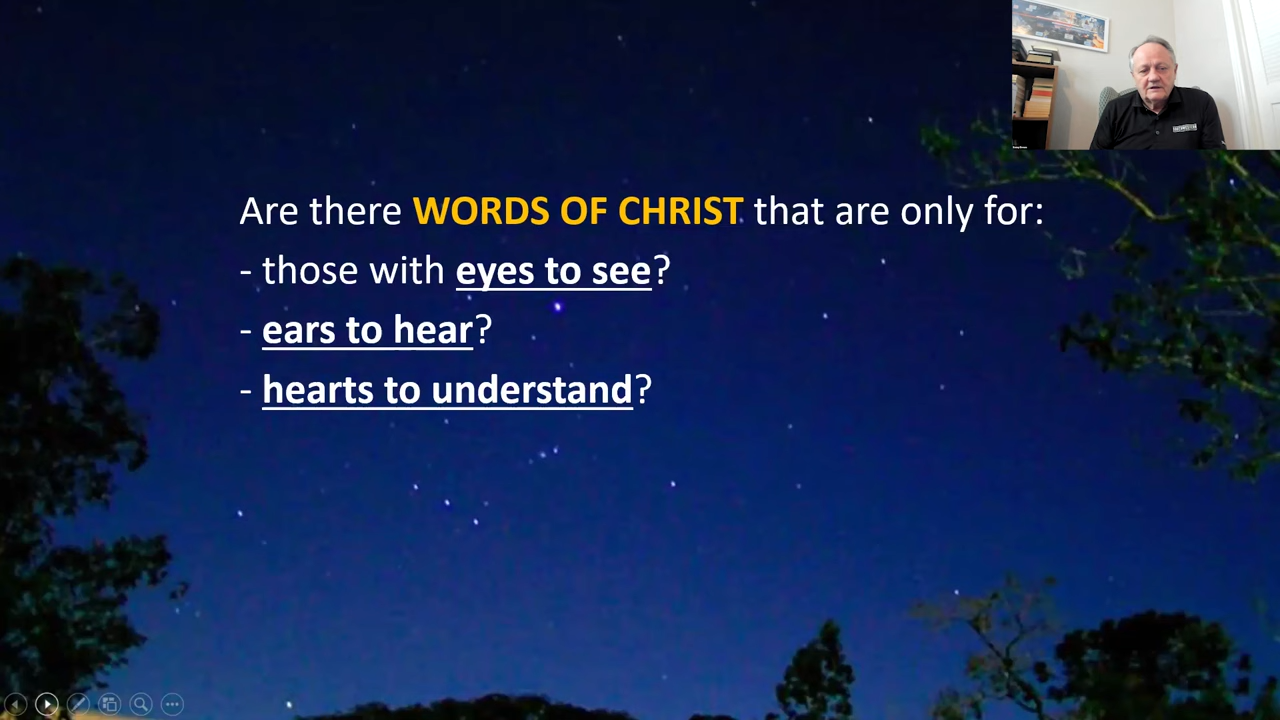 Are there WORDS OF CHRIST that are only for:
- those with eyes to see?
- ears to hear?
- hearts to understand?